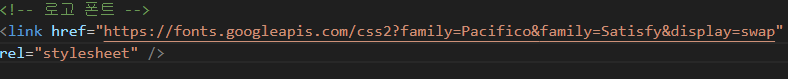 <!-- 로고 폰트 -->
<link href="https://fonts.googleapis.com/css2?family=Pacifico&family=Satisfy&display=swap"
rel="stylesheet" />